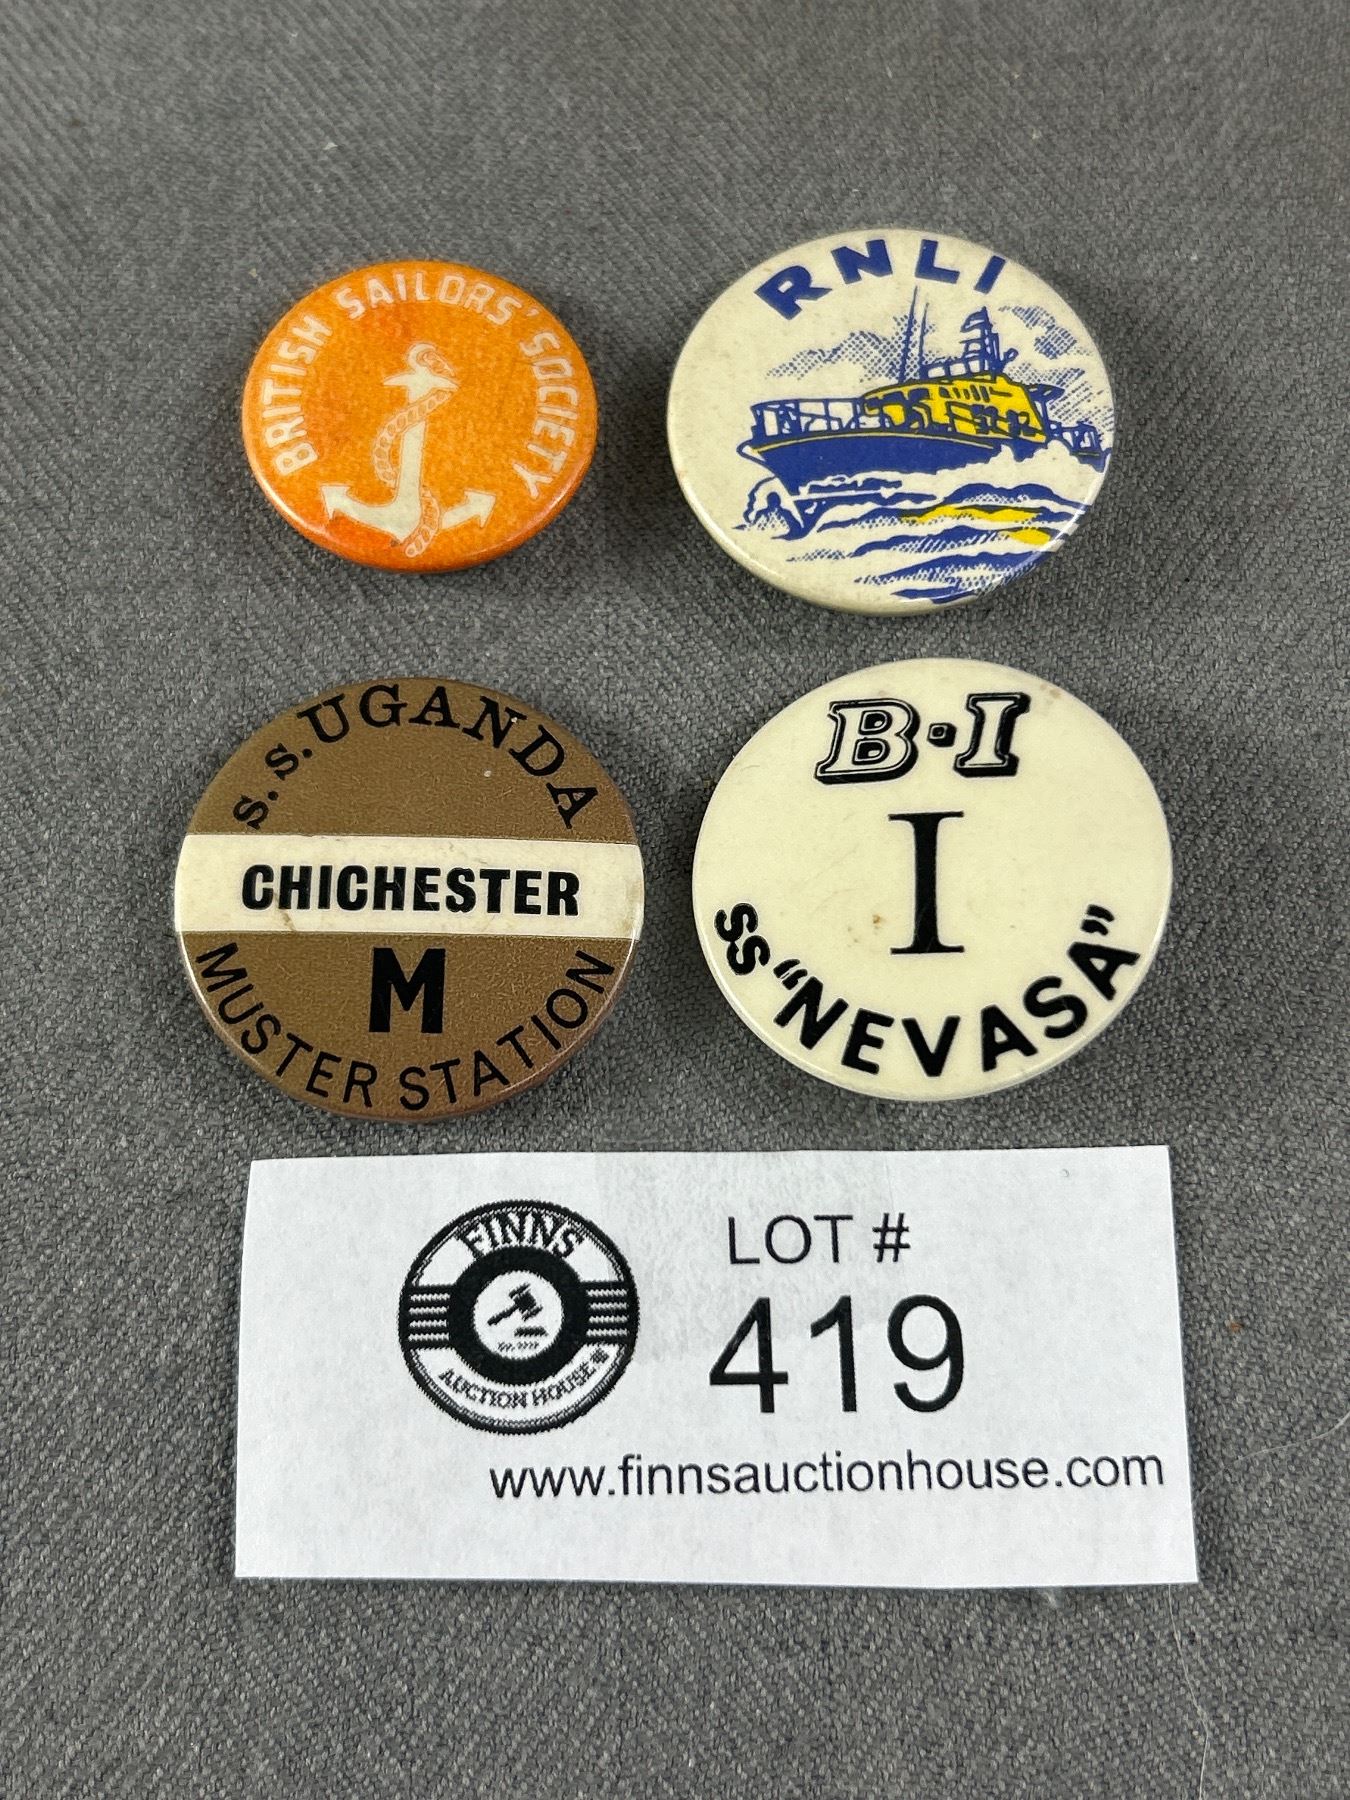 BRITISH SAILORS' SOCIETY
RNLI
s.s. UGANDA
CHICHESTER
M
MUSTER STATION
B·I
I
SS "NEVASA"
FINNS
AUCTION HOUSE
LOT #
419
www.finnsauctionhouse.com